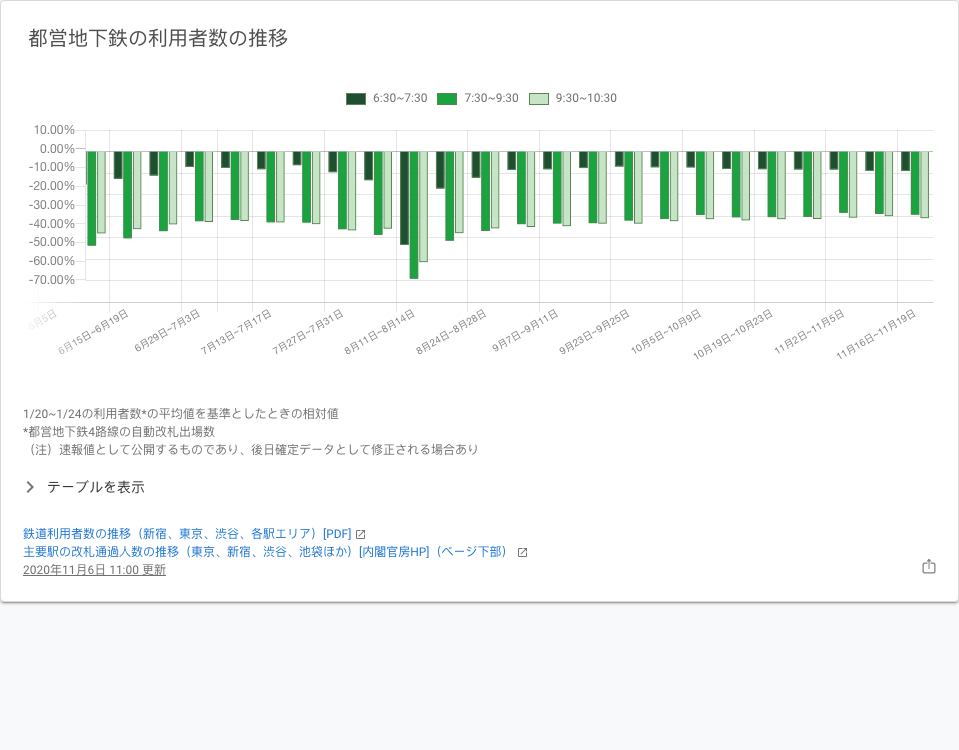 都営地下鉄の利用者数の推移
6:30~7:30 7:30~9:30 9:30~10:30
10.00%
0.00%
-10.00%
-20.00%
-30.00%
-40.00%
-50.00%
-60.00%
-70.00%
6月15日~6月19日
6月29日~7月3日
7月13日~7月17日
7月27日~7月31日
8月11日~8月14日
8月24日~8月28日
9月7日~9月11日
9月23日~9月25日
10月5日~10月9日
10月19日~10月23日
11月2日~11月5日
11月16日~11月19日
1/20~1/24の利用者数*の平均値を基準としたときの相対値
*都営地下鉄4路線の自動改札出場数
（注）速報値として公開するものであり、後日確定データとして修正される場合あり
テーブルを表示
鉄道利用者数の推移（新宿、東京、渋谷、各駅エリア）[PDF]
主要駅の改札通過人数の推移（東京、新宿、渋谷、池袋ほか）[内閣官房HP]（ページ下部）
2020年11月6日 11:00 更新